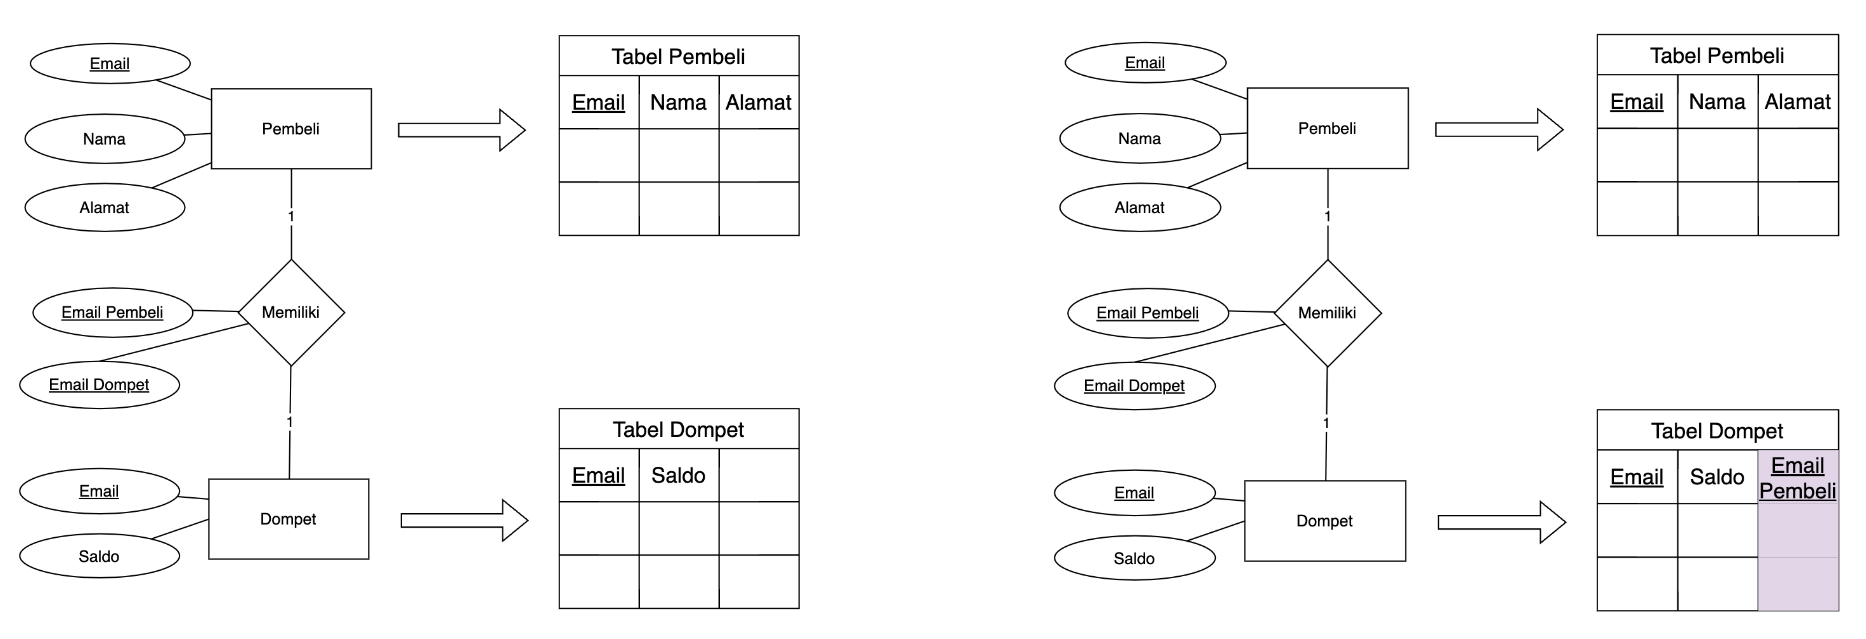 Email
Nama
Alamat
Pembeli
1
Email Pembeli
Email Dompet
Memiliki
1
Email
Saldo
Dompet
Tabel Pembeli
Email Nama Alamat
Tabel Dompet
Email Saldo
Email
Nama
Alamat
Pembeli
1
Email Pembeli
Email Dompet
Memiliki
1
Email
Saldo
Dompet
Tabel Pembeli
Email Nama Alamat
Tabel Dompet
Email Saldo Email
Pembeli